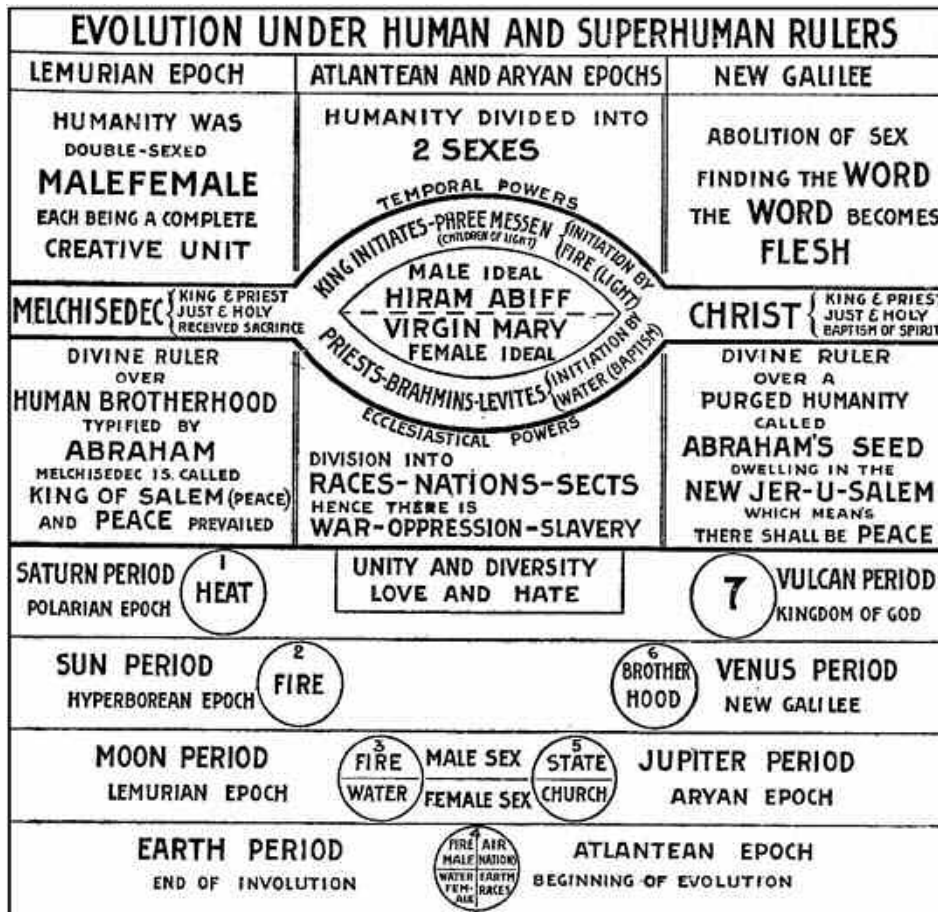 EVOLUTION UNDER HUMAN AND SUPERHUMAN RULERS
LEMURIAN EPOCH
ATLANTEAN AND ARYAN EPOCHS
NEW GALILEE
HUMANITY WAS
DOUBLE-SEXED
MALEFEMALE
EACH BEING A COMPLETE
CREATIVE UNIT
HUMANITY DIVIDED INTO
2 SEXES
TEMPORAL POWERS
KING INITIATES-PHREE MESSEN
(CHILDREN OF LIGHT)
INITIATION BY
FIRE (LIGHT)
MALE IDEAL
HIRAM ABIFF
VIRGIN MARY
FEMALE IDEAL
PRIESTS-BRAHMINS-LEVITES
INITIATION BY
WATER (BAPTISM)
ECCLESIASTICAL POWERS
ABOLITION OF SEX
FINDING THE WORD
THE WORD BECOMES
FLESH
MELCHISEDEC
KING & PRIEST
JUST & HOLY
RECEIVED SACRIFICE
CHRIST
KING & PRIEST
JUST & HOLY
BAPTISM OF SPIRIT
DIVINE RULER
OVER
HUMAN BROTHERHOOD
TYPIFIED BY
ABRAHAM
MELCHISEDEC IS CALLED
KING OF SALEM (PEACE)
AND PEACE PREVAILED
DIVISION INTO
RACES-NATIONS-SECTS
HENCE THERE IS
WAR-OPPRESSION-SLAVERY
DIVINE RULER
OVER A
PURGED HUMANITY
CALLED
ABRAHAM'S SEED
DWELLING IN THE
NEW JER-U-SALEM
WHICH MEANS
THERE SHALL BE PEACE
SATURN PERIOD
POLARIAN EPOCH
1
HEAT
UNITY AND DIVERSITY
LOVE AND HATE
7
VULCAN PERIOD
KINGDOM OF GOD
SUN PERIOD
HYPERBOREAN EPOCH
2
FIRE
6
BROTHER
HOOD
VENUS PERIOD
NEW GALILEE
MOON PERIOD
LEMURIAN EPOCH
3
FIRE
WATER
MALE SEX
FEMALE SEX
5
STATE
CHURCH
JUPITER PERIOD
ARYAN EPOCH
EARTH PERIOD
END OF INVOLUTION
4
FIRE
MALE
AIR
NATIONS
WATER
FEM-
ALE
EARTH
RACES
ATLANTEAN EPOCH
BEGINNING OF EVOLUTION